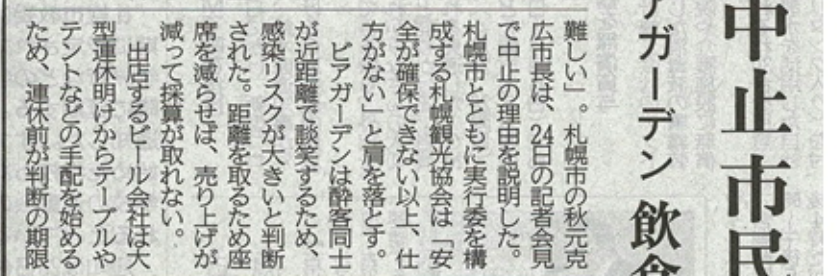 中止 市民
アガーデン 飲食
難しい」。札幌市の秋元克
広市長は、24日の記者会見
で中止の理由を説明した。
札幌市とともに実行委を構
成する札幌観光協会は「安
全が確保できない以上、仕
方がない」と肩を落とす。
ビアガーデンは酔客同士
が近距離で談笑するため、
感染リスクが大きいと判断
された。距離を取るため座
席を減らせば、売り上げが
減って採算が取れない。
出店するビール会社は大
型連休明けからテーブルや
テントなどの手配を始める
ため、連休前が判断の期限